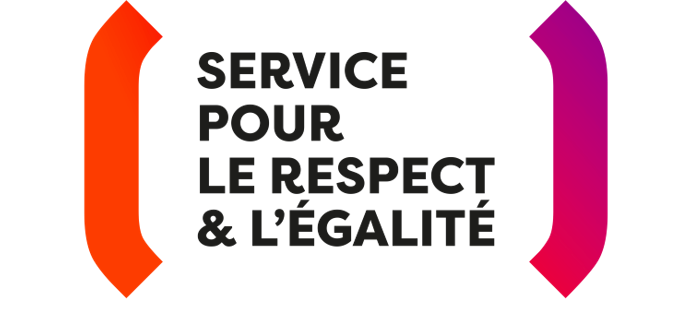 SERVICE
POUR
LE RESPECT
& L'ÉGALITÉ